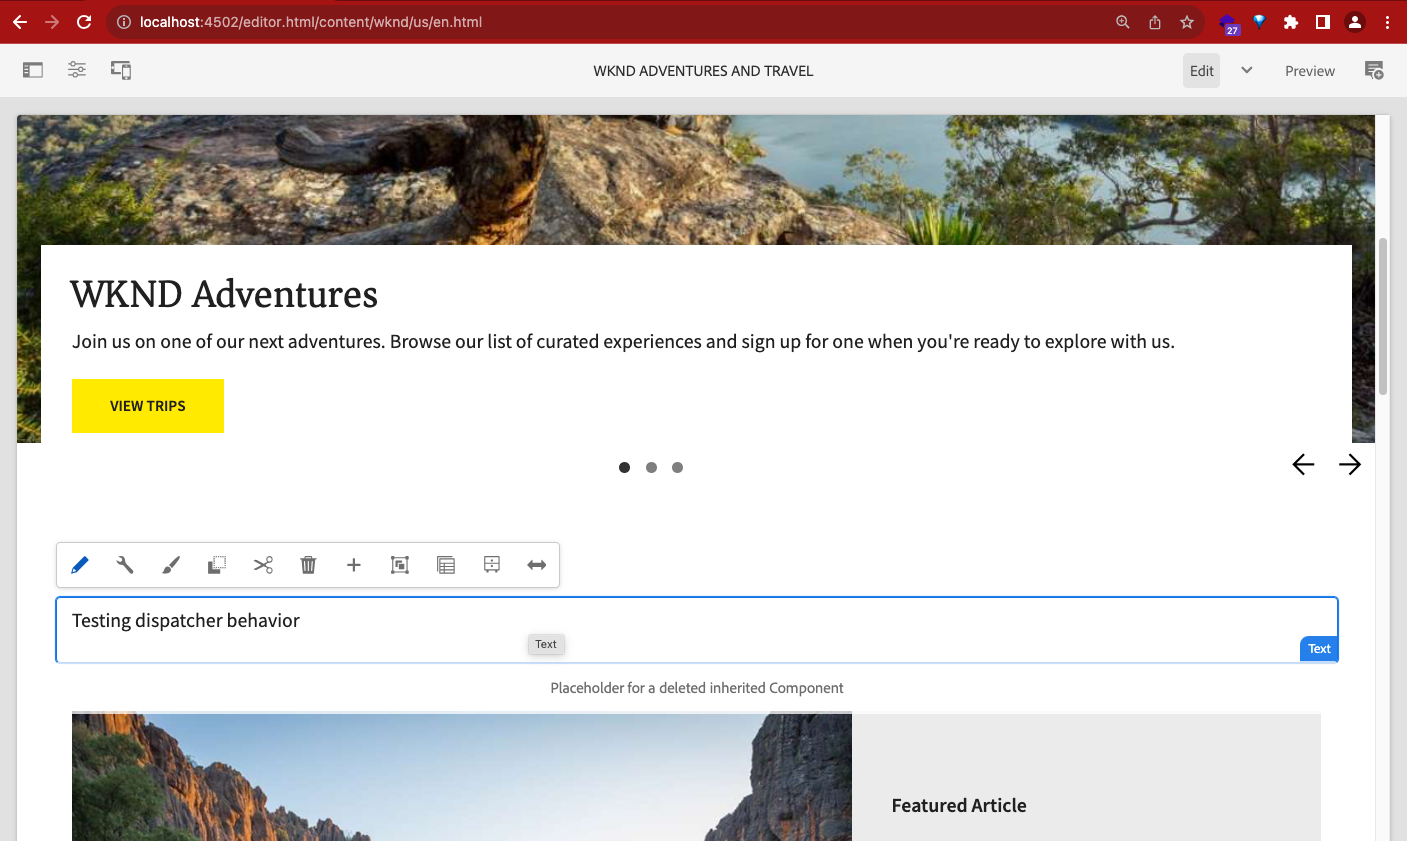 localhost:4502/editor.html/content/wknd/us/en.html
27
WKND ADVENTURES AND TRAVEL
Edit
Preview
WKND Adventures
Join us on one of our next adventures. Browse our list of curated experiences and sign up for one when you're ready to explore with us.
VIEW TRIPS
Testing dispatcher behavior
Text
Text
Placeholder for a deleted inherited Component
Featured Article